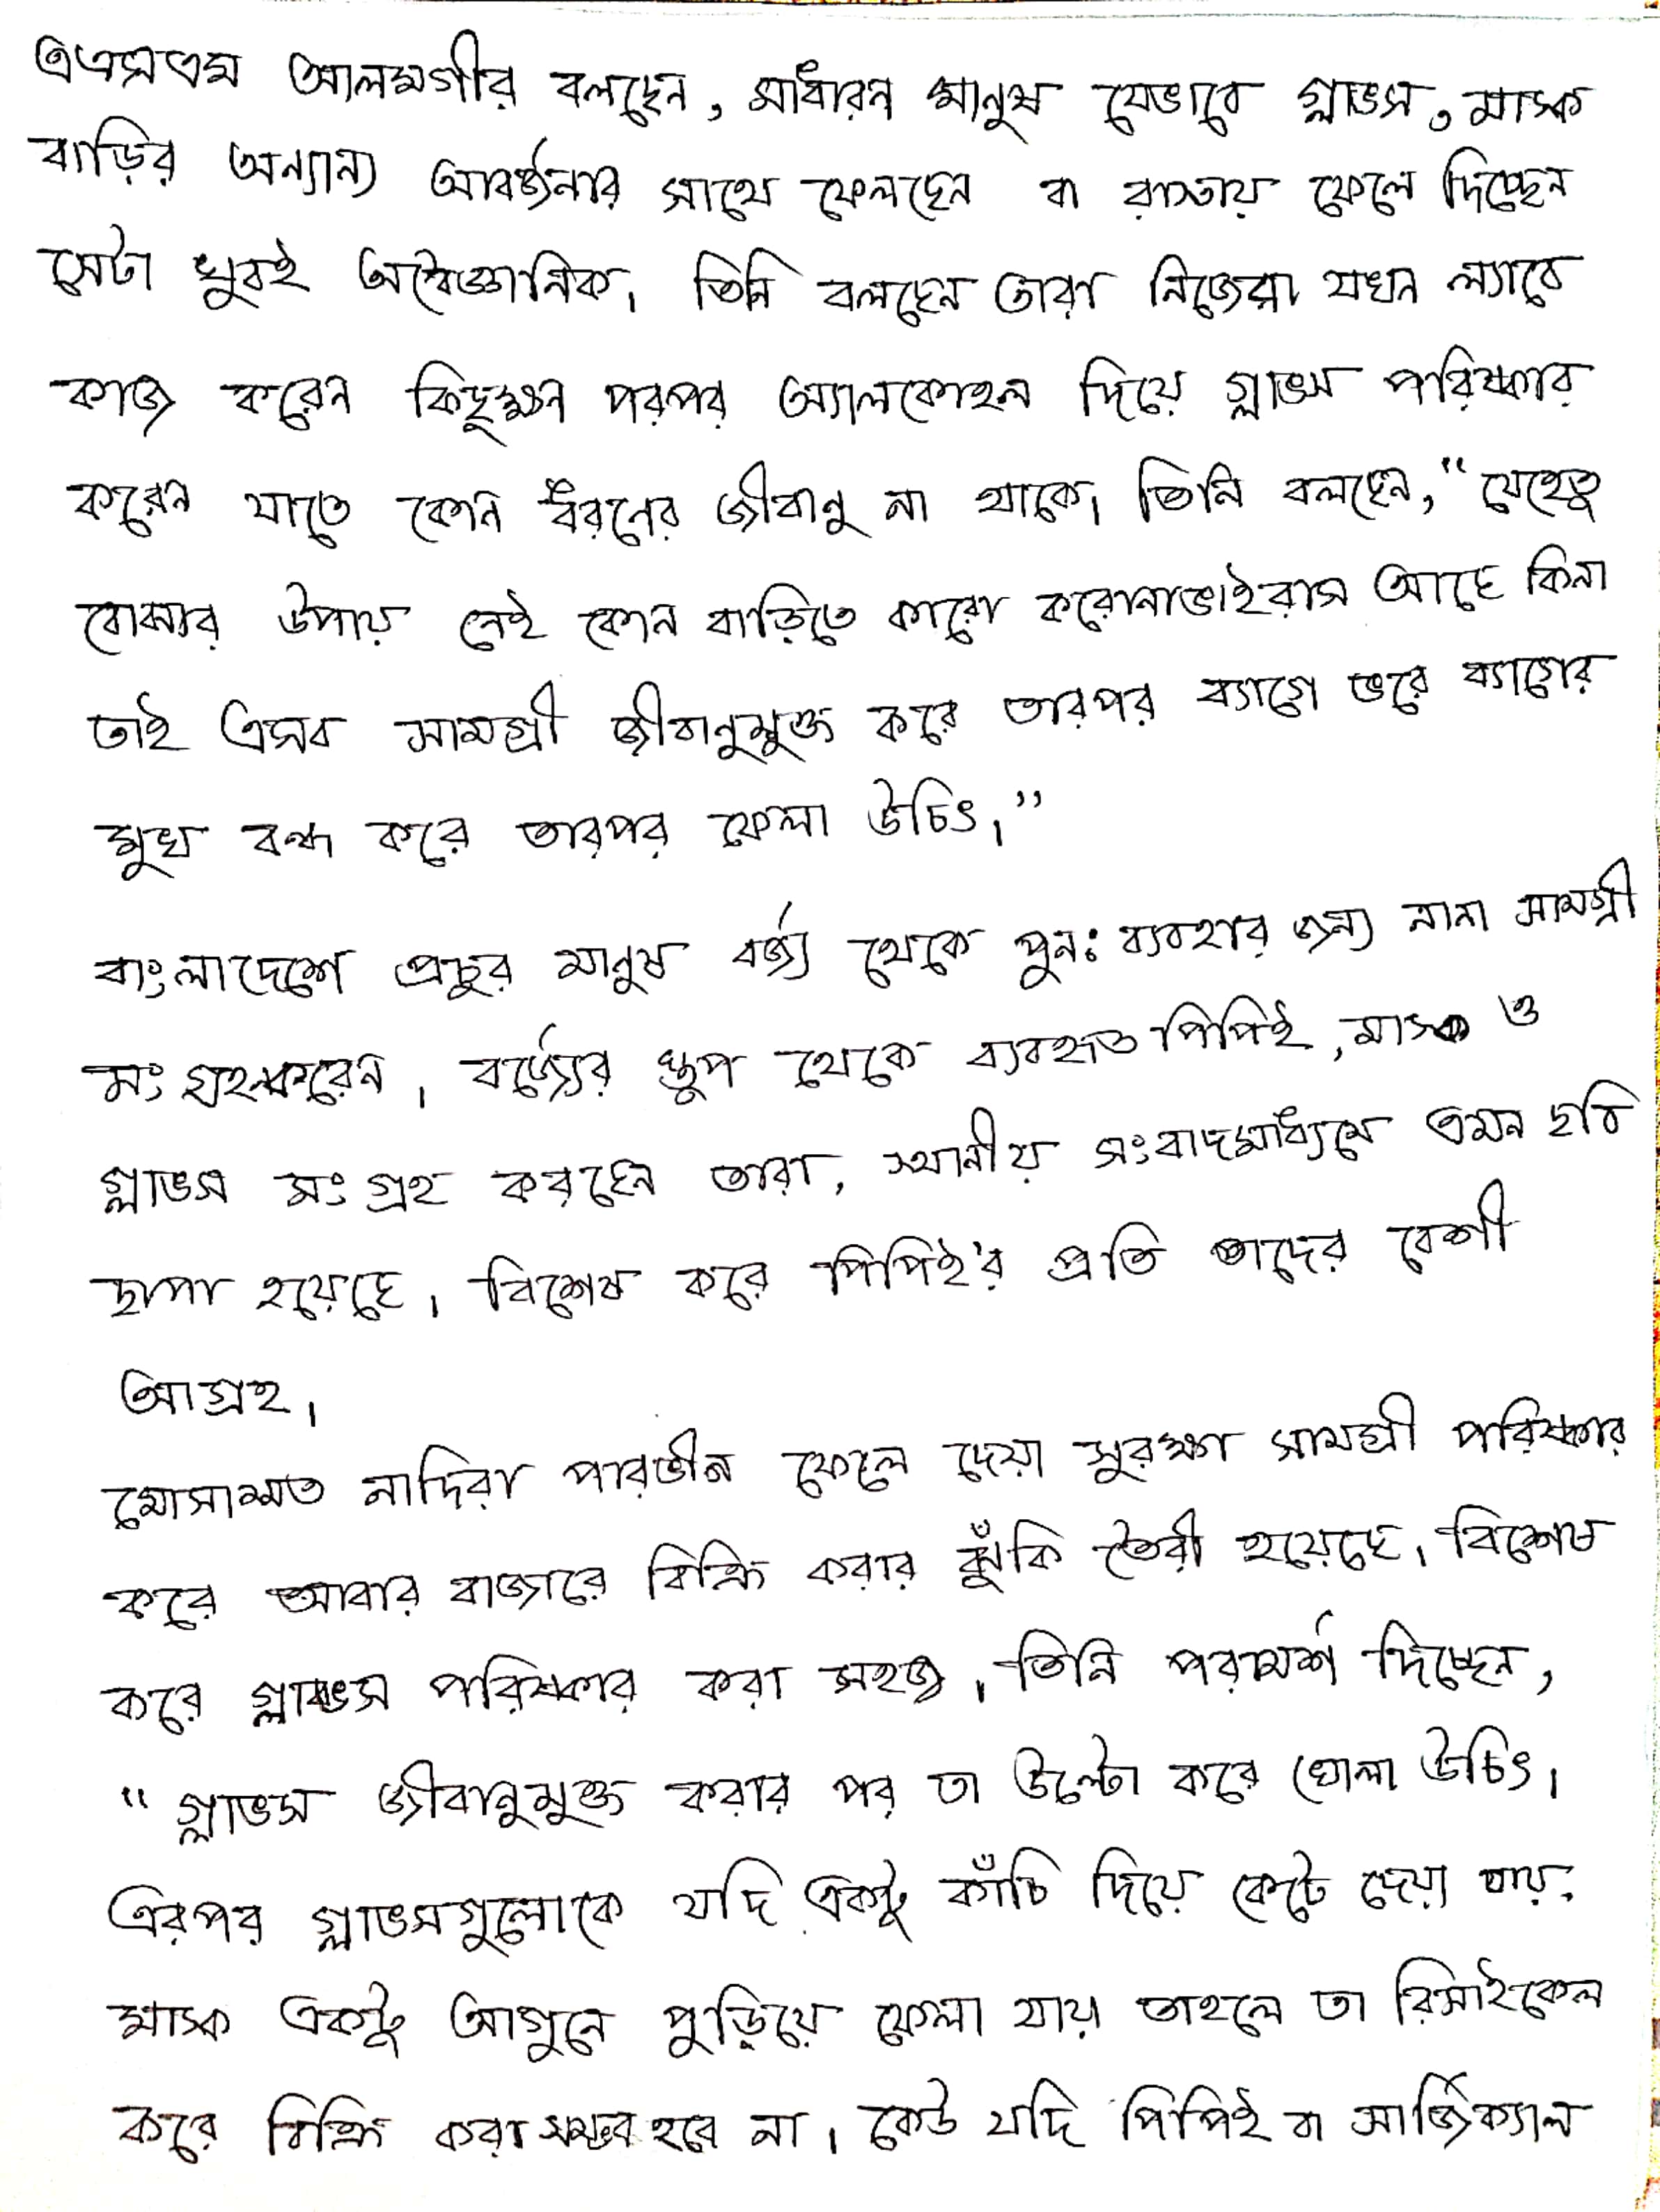 এএসএম আলমগীর বলছেন, সাধারন মানুষ যেভাবে গ্লাভস, মাস্ক
বাড়ির অন্যান্য আবর্জনার সাথে ফেলছেন বা রাস্তায় ফেলে দিচ্ছেন
সেটা খুবই অবৈজ্ঞানিক। তিনি বলছেন তারা নিজেরা যখন ল্যাবে
কাজ করেন কিছুক্ষন পরপর অ্যালকোহল দিয়ে গ্লাভস পরিষ্কার
করেন যাতে কোন ধরনের জীবানু না থাকে। তিনি বলছেন, "যেহেতু
বোঝার উপায় নেই কোন বাড়িতে কারো করোনাভাইরাস আছে কিনা
তাই এসব সামগ্রী জীবানুমুক্ত করে তারপর ব্যাগে ভরে ব্যাগের
মুখ বন্ধ করে তারপর ফেলা উচিৎ।"
বাংলাদেশে প্রচুর মানুষ বর্জ্য থেকে পুনঃ ব্যবহার জন্য নানা সামগ্রী
সংগ্রহ করেন। বর্জ্যের স্তুপ থেকে ব্যবহৃত পিপিই, মাস্ক ও
গ্লাভস সংগ্রহ করছেন তারা, স্থানীয় সংবাদমাধ্যমে এমন ছবি
ছাপা হয়েছে। বিশেষ করে পিপিই'র প্রতি তাদের বেশী
আগ্রহ।
মোসাম্মত নাদিরা পারভীন ফেলে দেয়া সুরক্ষা সামগ্রী পরিষ্কার
করে আবার বাজারে বিক্রি করার ঝুঁকি তৈরী হয়েছে। বিশেষ
করে গ্লাভস পরিষ্কার করা সহজ। তিনি পরামর্শ দিচ্ছেন,
"গ্লাভস জীবানুমুক্ত করার পর তা উল্টো করে খোলা উচিৎ।
এরপর গ্লাভসগুলোকে যদি একটু কাঁচি দিয়ে কেটে দেয়া যায়.
মাস্ক একটু আগুনে পুড়িয়ে ফেলা যায় তাহলে তা রিসাইকেল
করে বিক্রি করা সম্ভব হবে না। কেউ যদি পিপিই বা সার্জিক্যাল